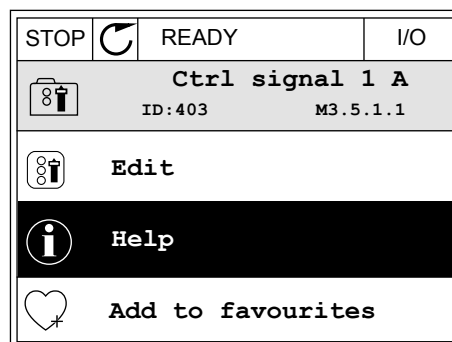 STOP READY I/O
Ctrl signal 1 A
ID:403 M3.5.1.1
Edit
Help
Add to favourites